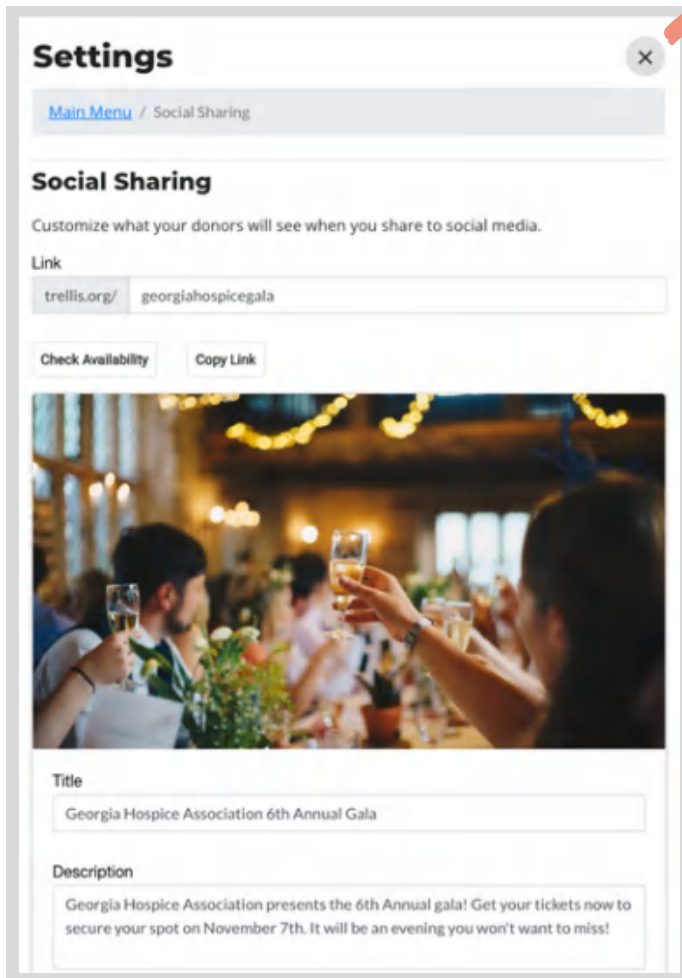 Settings
Main Menu / Social Sharing
Social Sharing
Customize what your donors will see when you share to social media.
Link
trellis.org/ georgiahospicegala
Check Availability Copy Link
Title
Georgia Hospice Association 6th Annual Gala
Description
Georgia Hospice Association presents the 6th Annual gala! Get your tickets now to
secure your spot on November 7th. It will be an evening you won't want to miss!